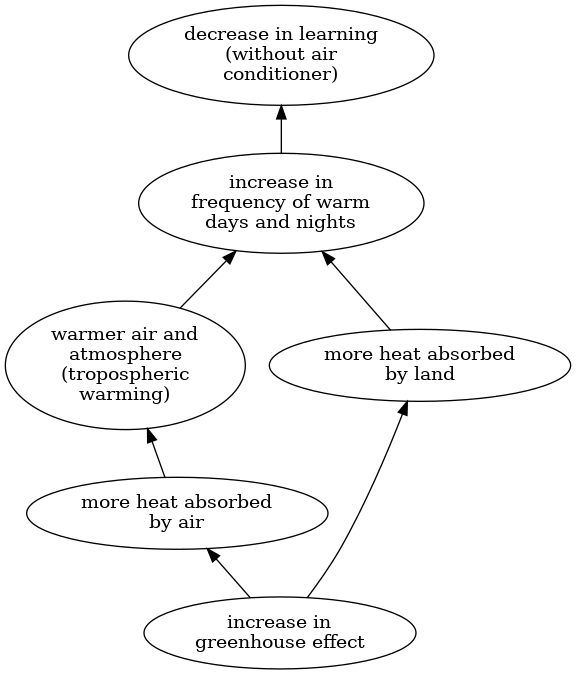 decrease in learning
(without air
conditioner)
increase in
frequency of warm
days and nights
warmer air and
atmosphere
(tropospheric
warming)
more heat absorbed
by land
more heat absorbed
by air
increase in
greenhouse effect